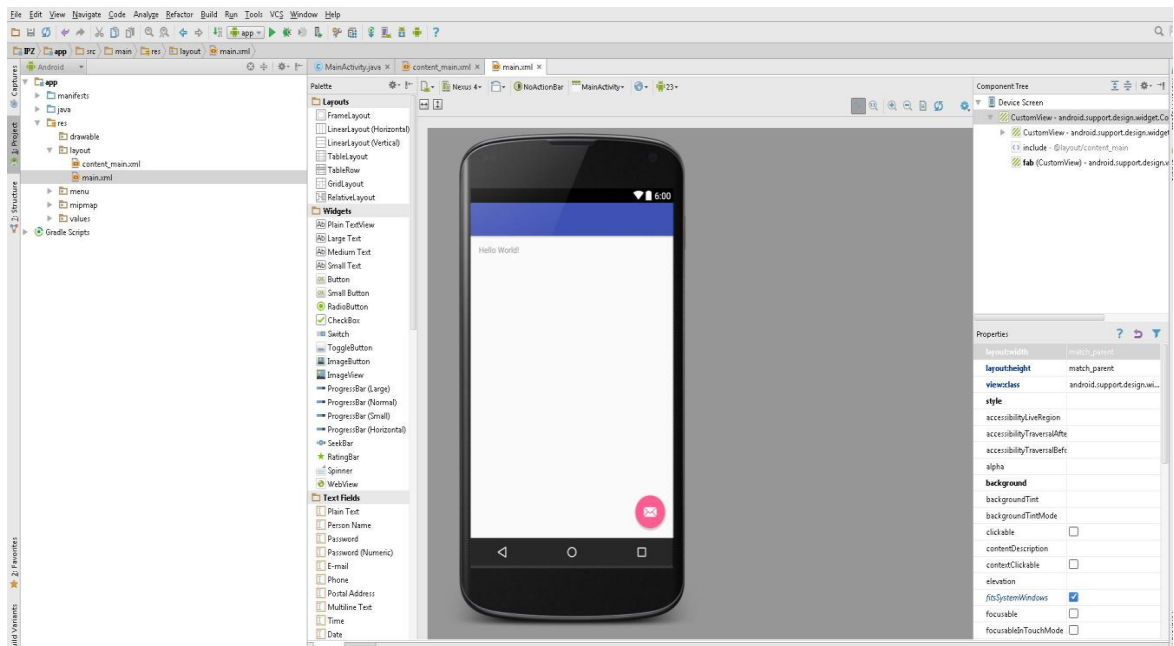 File Edit View Navigate Code Analyze Refactor Build Run Tools VCS Window Help
app
?
IPZ app src main res layout main.xml
Android
MainActivity.java × content_main.xml × main.xml ×
Captures
1: Project
2: Structure
2: Favorites
Build Variants
app
manifests
java
res
drawable
layout
content_main.xml
main.xml
menu
mipmap
values
Gradle Scripts
Palette
Layouts
FrameLayout
LinearLayout (Horizontal)
LinearLayout (Vertical)
TableLayout
TableRow
GridLayout
RelativeLayout
Widgets
Plain TextView
Large Text
Medium Text
Small Text
Button
Small Button
RadioButton
CheckBox
Switch
ToggleButton
ImageButton
ImageView
ProgressBar (Large)
ProgressBar (Normal)
ProgressBar (Small)
ProgressBar (Horizontal)
SeekBar
RatingBar
Spinner
WebView
Text Fields
Plain Text
Person Name
Password
Password (Numeric)
E-mail
Phone
Postal Address
Multiline Text
Time
Date
Nexus 4 NoActionBar MainActivity 23
6:00
Hello World!
Component Tree
Device Screen
CustomView - android.support.design.widget.Co
CustomView - android.support.design.widget
include - @layout/content_main
fab (CustomView) - android.support.design.w
Properties ?
layout:width match_parent
layout:height match_parent
view:class android.support.design.wi...
style
accessibilityLiveRegion
accessibilityTraversalAfte
accessibilityTraversalBefc
alpha
background
backgroundTint
backgroundTintMode
clickable
contentDescription
contextClickable
elevation
fitsSystemWindows
focusable
focusableInTouchMode